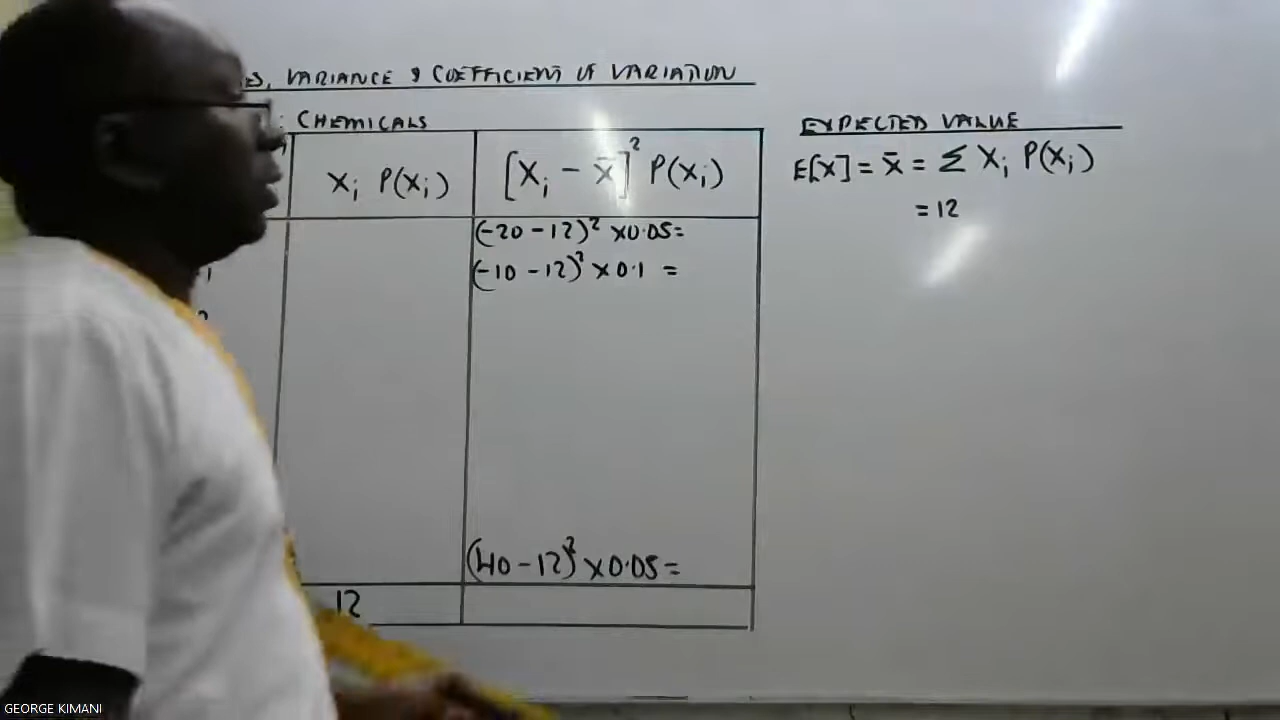 S, VARIANCE & COEFFICIENT OF VARIATION
: CHEMICALS
Xi P(Xi)
[Xi - x̄]² P(Xi)
(-20 - 12)² ×0.05=
(-10 - 12)² × 0.1 =
(40 - 12)² × 0.05 =
12
EXPECTED VALUE
E[X] = x̄ = Σ Xi P(Xi)
= 12
GEORGE KIMANI